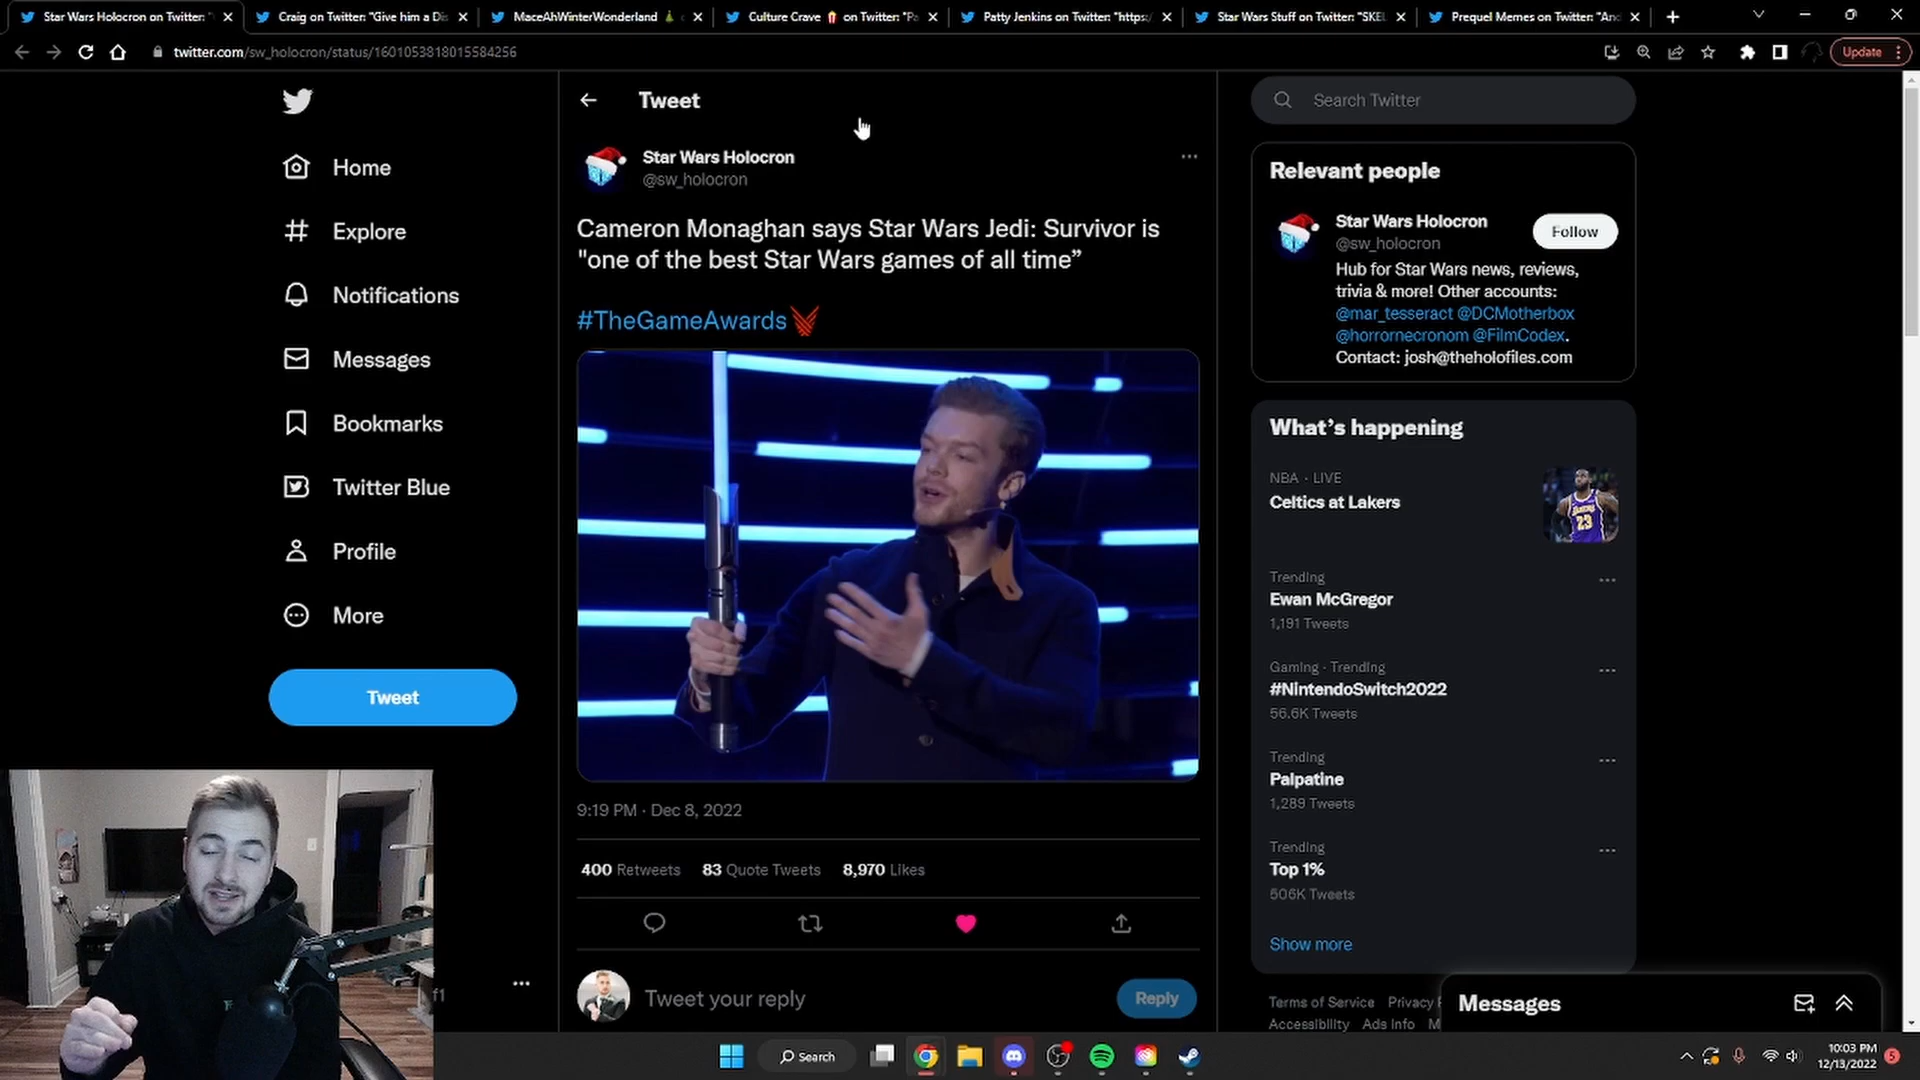 Star Wars Holocron on Twitter: "
Craig on Twitter: "Give him a Dis
MaceAhWinterWonderland
Culture Crave 🍿 on Twitter: "Pa
Patty Jenkins on Twitter: "https:/
Star Wars Stuff on Twitter: "SKE
Prequel Memes on Twitter: "And
twitter.com/sw_holocron/status/1601053818015584256
Update
Home
Explore
Notifications
Messages
Bookmarks
Twitter Blue
Profile
More
Tweet
Tweet
Star Wars Holocron
@sw_holocron
Cameron Monaghan says Star Wars Jedi: Survivor is
"one of the best Star Wars games of all time”
#TheGameAwards
9:19 PM · Dec 8, 2022
400 Retweets 83 Quote Tweets 8,970 Likes
Tweet your reply
Reply
Search Twitter
Relevant people
Star Wars Holocron
@sw_holocron
Follow
Hub for Star Wars news, reviews,
trivia & more! Other accounts:
@mar_tesseract @DCMotherbox
@horrornecronom @FilmCodex.
Contact: josh@theholofiles.com
What’s happening
NBA · LIVE
Celtics at Lakers
Trending
Ewan McGregor
1,191 Tweets
Gaming · Trending
#NintendoSwitch2022
56.6K Tweets
Trending
Palpatine
1,289 Tweets
Trending
Top 1%
506K Tweets
Show more
Terms of Service Privacy
Accessibility Ads info M
Messages
f1
Search
10:03 PM
12/13/2022
5